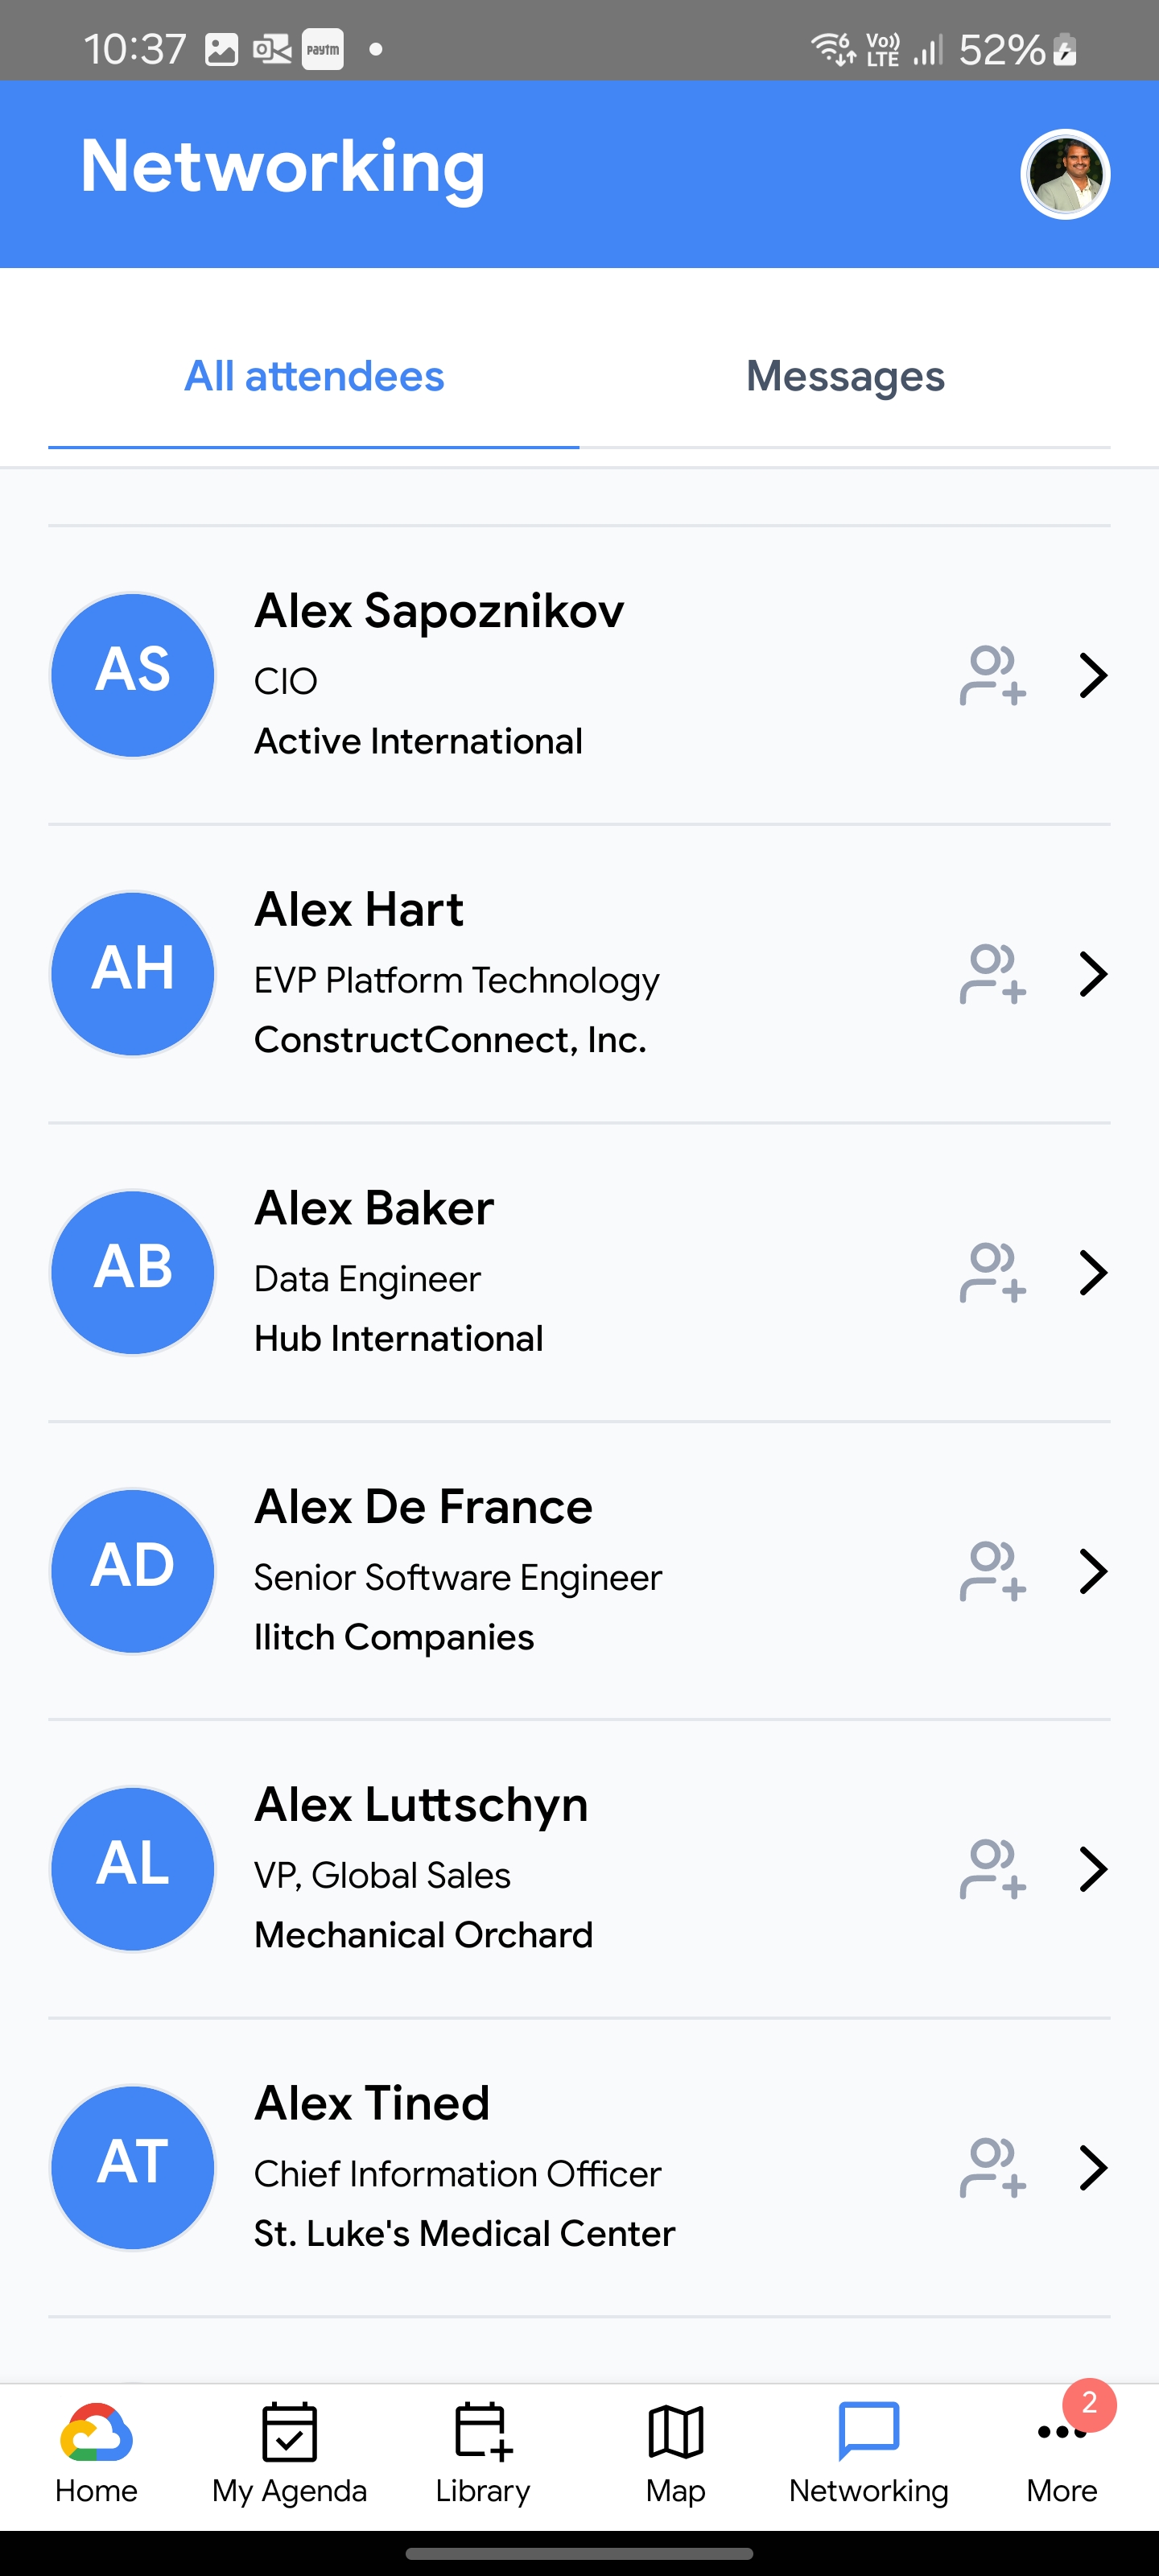 10:37 paytm 6 Vo)) LTE 52%
Networking
All attendees Messages
AS
Alex Sapoznikov
CIO
Active International
AH
Alex Hart
EVP Platform Technology
ConstructConnect, Inc.
AB
Alex Baker
Data Engineer
Hub International
AD
Alex De France
Senior Software Engineer
Ilitch Companies
AL
Alex Luttschyn
VP, Global Sales
Mechanical Orchard
AT
Alex Tined
Chief Information Officer
St. Luke's Medical Center
2
Home My Agenda Library Map Networking More